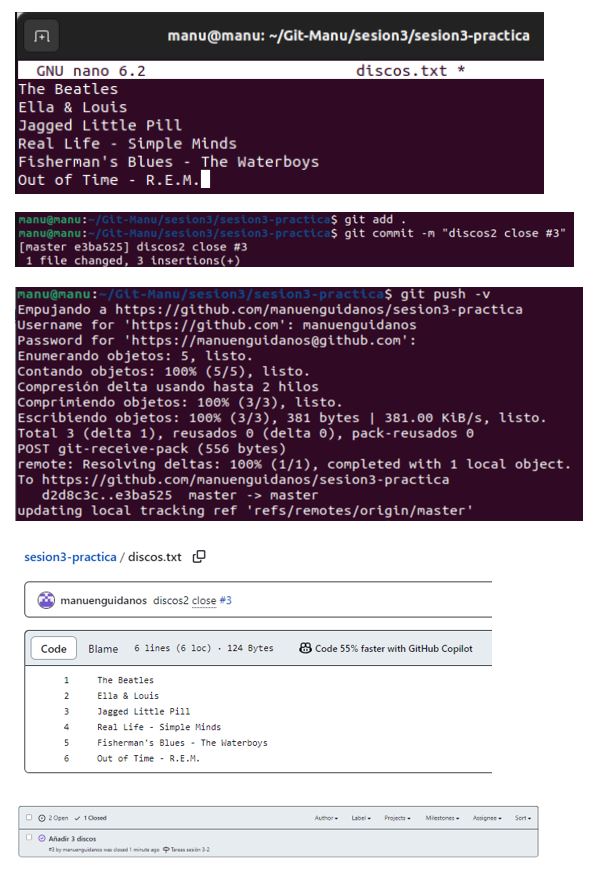 manu@manu: ~/Git-Manu/sesion3/sesion3-practica
GNU nano 6.2 discos.txt *
The Beatles
Ella & Louis
Jagged Little Pill
Real Life - Simple Minds
Fisherman's Blues - The Waterboys
Out of Time - R.E.M.
manu@manu:~/Git-Manu/sesion3/sesion3-practica$ git add .
manu@manu:~/Git-Manu/sesion3/sesion3-practica$ git commit -m "discos2 close #3"
[master e3ba525] discos2 close #3
1 file changed, 3 insertions(+)
manu@manu:~/Git-Manu/sesion3/sesion3-practica$ git push -v
Empujando a https://github.com/manuenguidanos/sesion3-practica
Username for 'https://github.com': manuenguidanos
Password for 'https://manuenguidanos@github.com':
Enumerando objetos: 5, listo.
Contando objetos: 100% (5/5), listo.
Compresión delta usando hasta 2 hilos
Comprimiendo objetos: 100% (3/3), listo.
Escribiendo objetos: 100% (3/3), 381 bytes | 381.00 KiB/s, listo.
Total 3 (delta 1), reusados 0 (delta 0), pack-reusados 0
POST git-receive-pack (556 bytes)
remote: Resolving deltas: 100% (1/1), completed with 1 local object.
To https://github.com/manuenguidanos/sesion3-practica
d2d8c3c..e3ba525 master -> master
updating local tracking ref 'refs/remotes/origin/master'
sesion3-practica / discos.txt
manuenguidanos discos2 close #3
Code Blame 6 lines (6 loc) · 124 Bytes Code 55% faster with GitHub Copilot
1 The Beatles
2 Ella & Louis
3 Jagged Little Pill
4 Real Life - Simple Minds
5 Fisherman's Blues - The Waterboys
6 Out of Time - R.E.M.
2 Open 1 Closed Author Label Projects Milestones Assignee Sort
Añadir 3 discos
#3 by manuenguidanos was closed 1 minute ago Tareas sesión 3-2